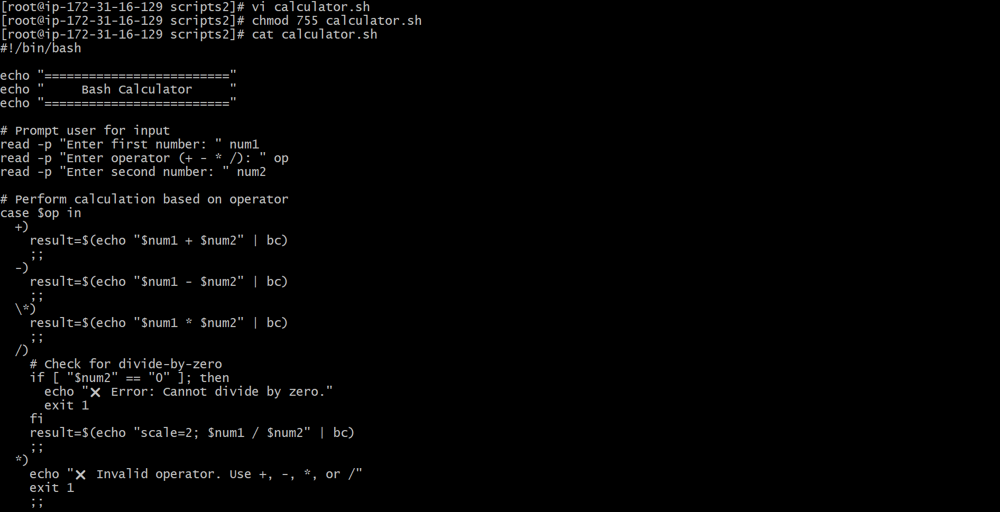 [root@ip-172-31-16-129 scripts2]# vi calculator.sh
[root@ip-172-31-16-129 scripts2]# chmod 755 calculator.sh
[root@ip-172-31-16-129 scripts2]# cat calculator.sh
#!/bin/bash

echo "========================="
echo "     Bash Calculator     "
echo "========================="

# Prompt user for input
read -p "Enter first number: " num1
read -p "Enter operator (+ - * /): " op
read -p "Enter second number: " num2

# Perform calculation based on operator
case $op in
  +)
    result=$(echo "$num1 + $num2" | bc)
    ;;
  -)
    result=$(echo "$num1 - $num2" | bc)
    ;;
  \*)
    result=$(echo "$num1 * $num2" | bc)
    ;;
  /)
    # Check for divide-by-zero
    if [ "$num2" == "0" ]; then
      echo "❌ Error: Cannot divide by zero."
      exit 1
    fi
    result=$(echo "scale=2; $num1 / $num2" | bc)
    ;;
  *)
    echo "❌ Invalid operator. Use +, -, *, or /"
    exit 1
    ;;